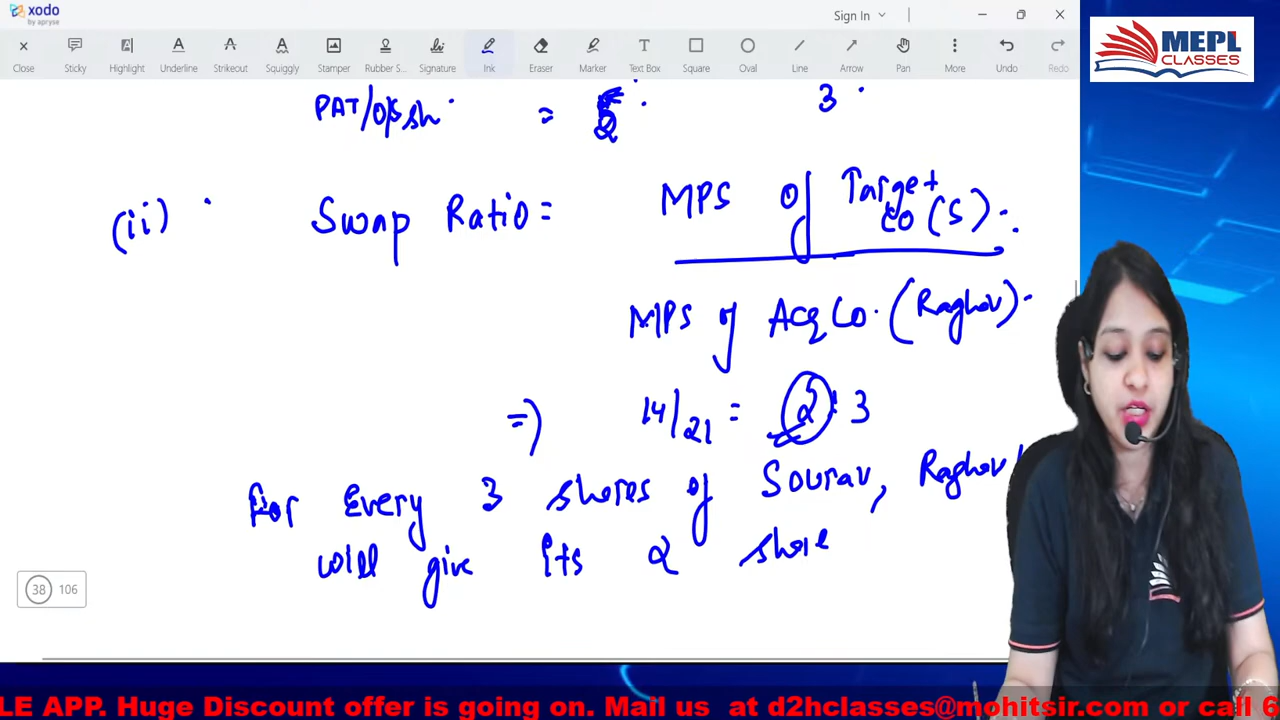 xodo
by apryse
Sign In
Close
Sticky
Highlight
Underline
Strikeout
Squiggly
Stamper
Rubber
Signature
Ink
Eraser
Marker
Text Box
Square
Oval
Line
Arrow
Pan
More
Undo
Redo
MEPL
CLASSES
PAT/O/s sh = 3
(ii) Swap Ratio = MPS of Target
CO (S)
MPS of Acq Co. (Raghav)
=) 14/21 = 2:3
For Every 3 shares of Sourav, Raghav
will give its 2 share
38 106
LE APP. Huge Discount offer is going on. Mail us at d2hclasses@mohitsir.com or call 6